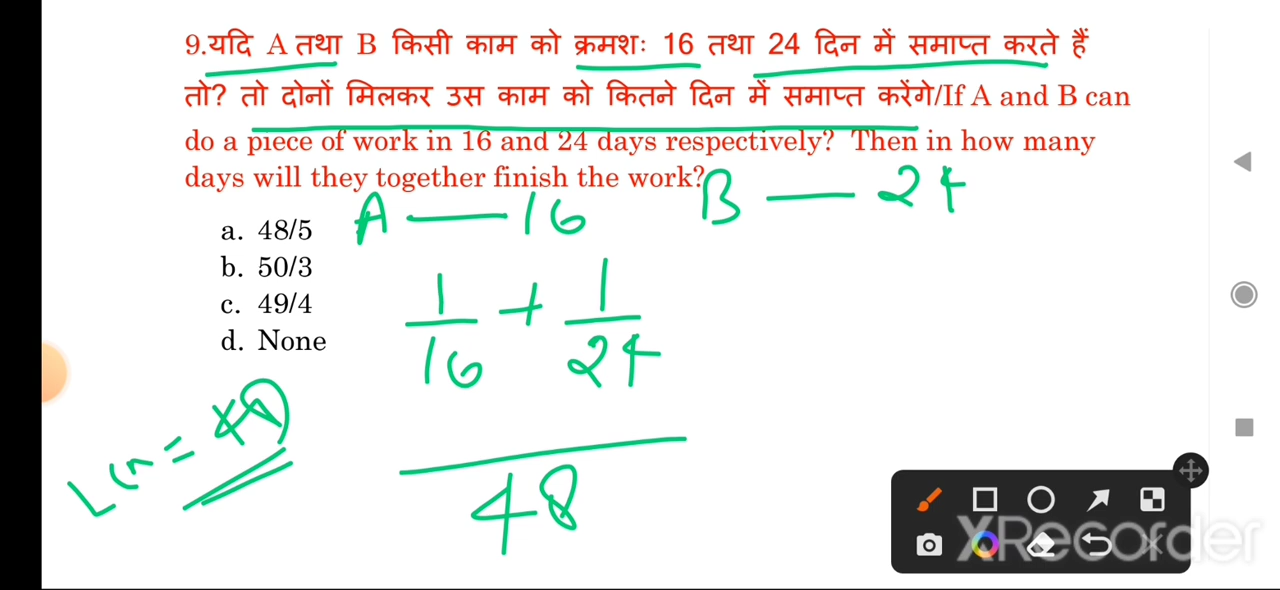 9.यदि A तथा B किसी काम को क्रमशः 16 तथा 24 दिन में समाप्त करते हैं
तो? तो दोनों मिलकर उस काम को कितने दिन में समाप्त करेंगे/If A and B can
do a piece of work in 16 and 24 days respectively? Then in how many
days will they together finish the work?
A — 16 B — 24
a. 48/5
b. 50/3
c. 49/4
d. None
1/16 + 1/24
48
Lcm = 48
XRecorder